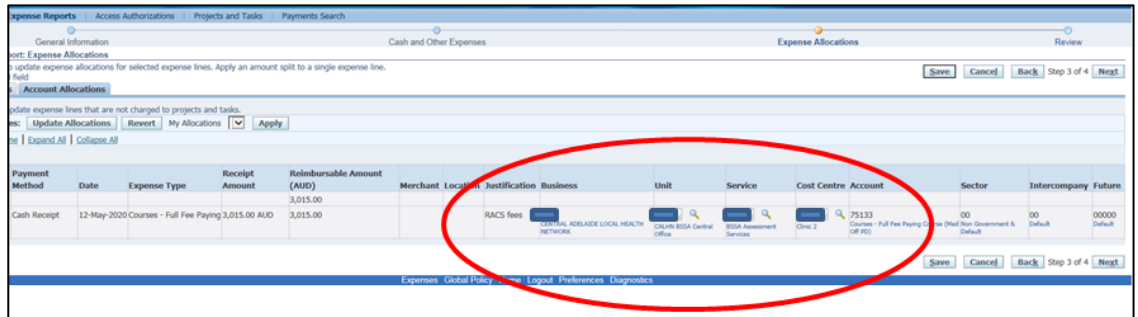 xpense Reports | Access Authorizations | Projects and Tasks | Payments Search
General Information Cash and Other Expenses Expense Allocations Review
port: Expense Allocations
o update expense allocations for selected expense lines. Apply an amount split to a single expense line.
field
Save Cancel Back Step 3 of 4 Next
s Account Allocations
pdate expense lines that are not charged to projects and tasks.
es: Update Allocations Revert My Allocations Apply
ne | Expand All | Collapse All
Payment Method Date Expense Type Receipt Amount Reimbursable Amount (AUD) Merchant Location Justification Business Unit Service Cost Centre Account Sector Intercompany Future
3,015.00
Cash Receipt 12-May-2020 Courses - Full Fee Paying 3,015.00 AUD 3,015.00 RACS fees 75133 00 00 00000
CENTRAL ADELAIDE LOCAL HEALTH NETWORK CALHN BSSA Central Office BSSA Assessment Services Clinic 2 Courses - Full Fee Paying Course (Med Off PD) Non Government & Default Default Default
Save Cancel Back Step 3 of 4 Next
Expenses Global Policy Home Logout Preferences Diagnostics